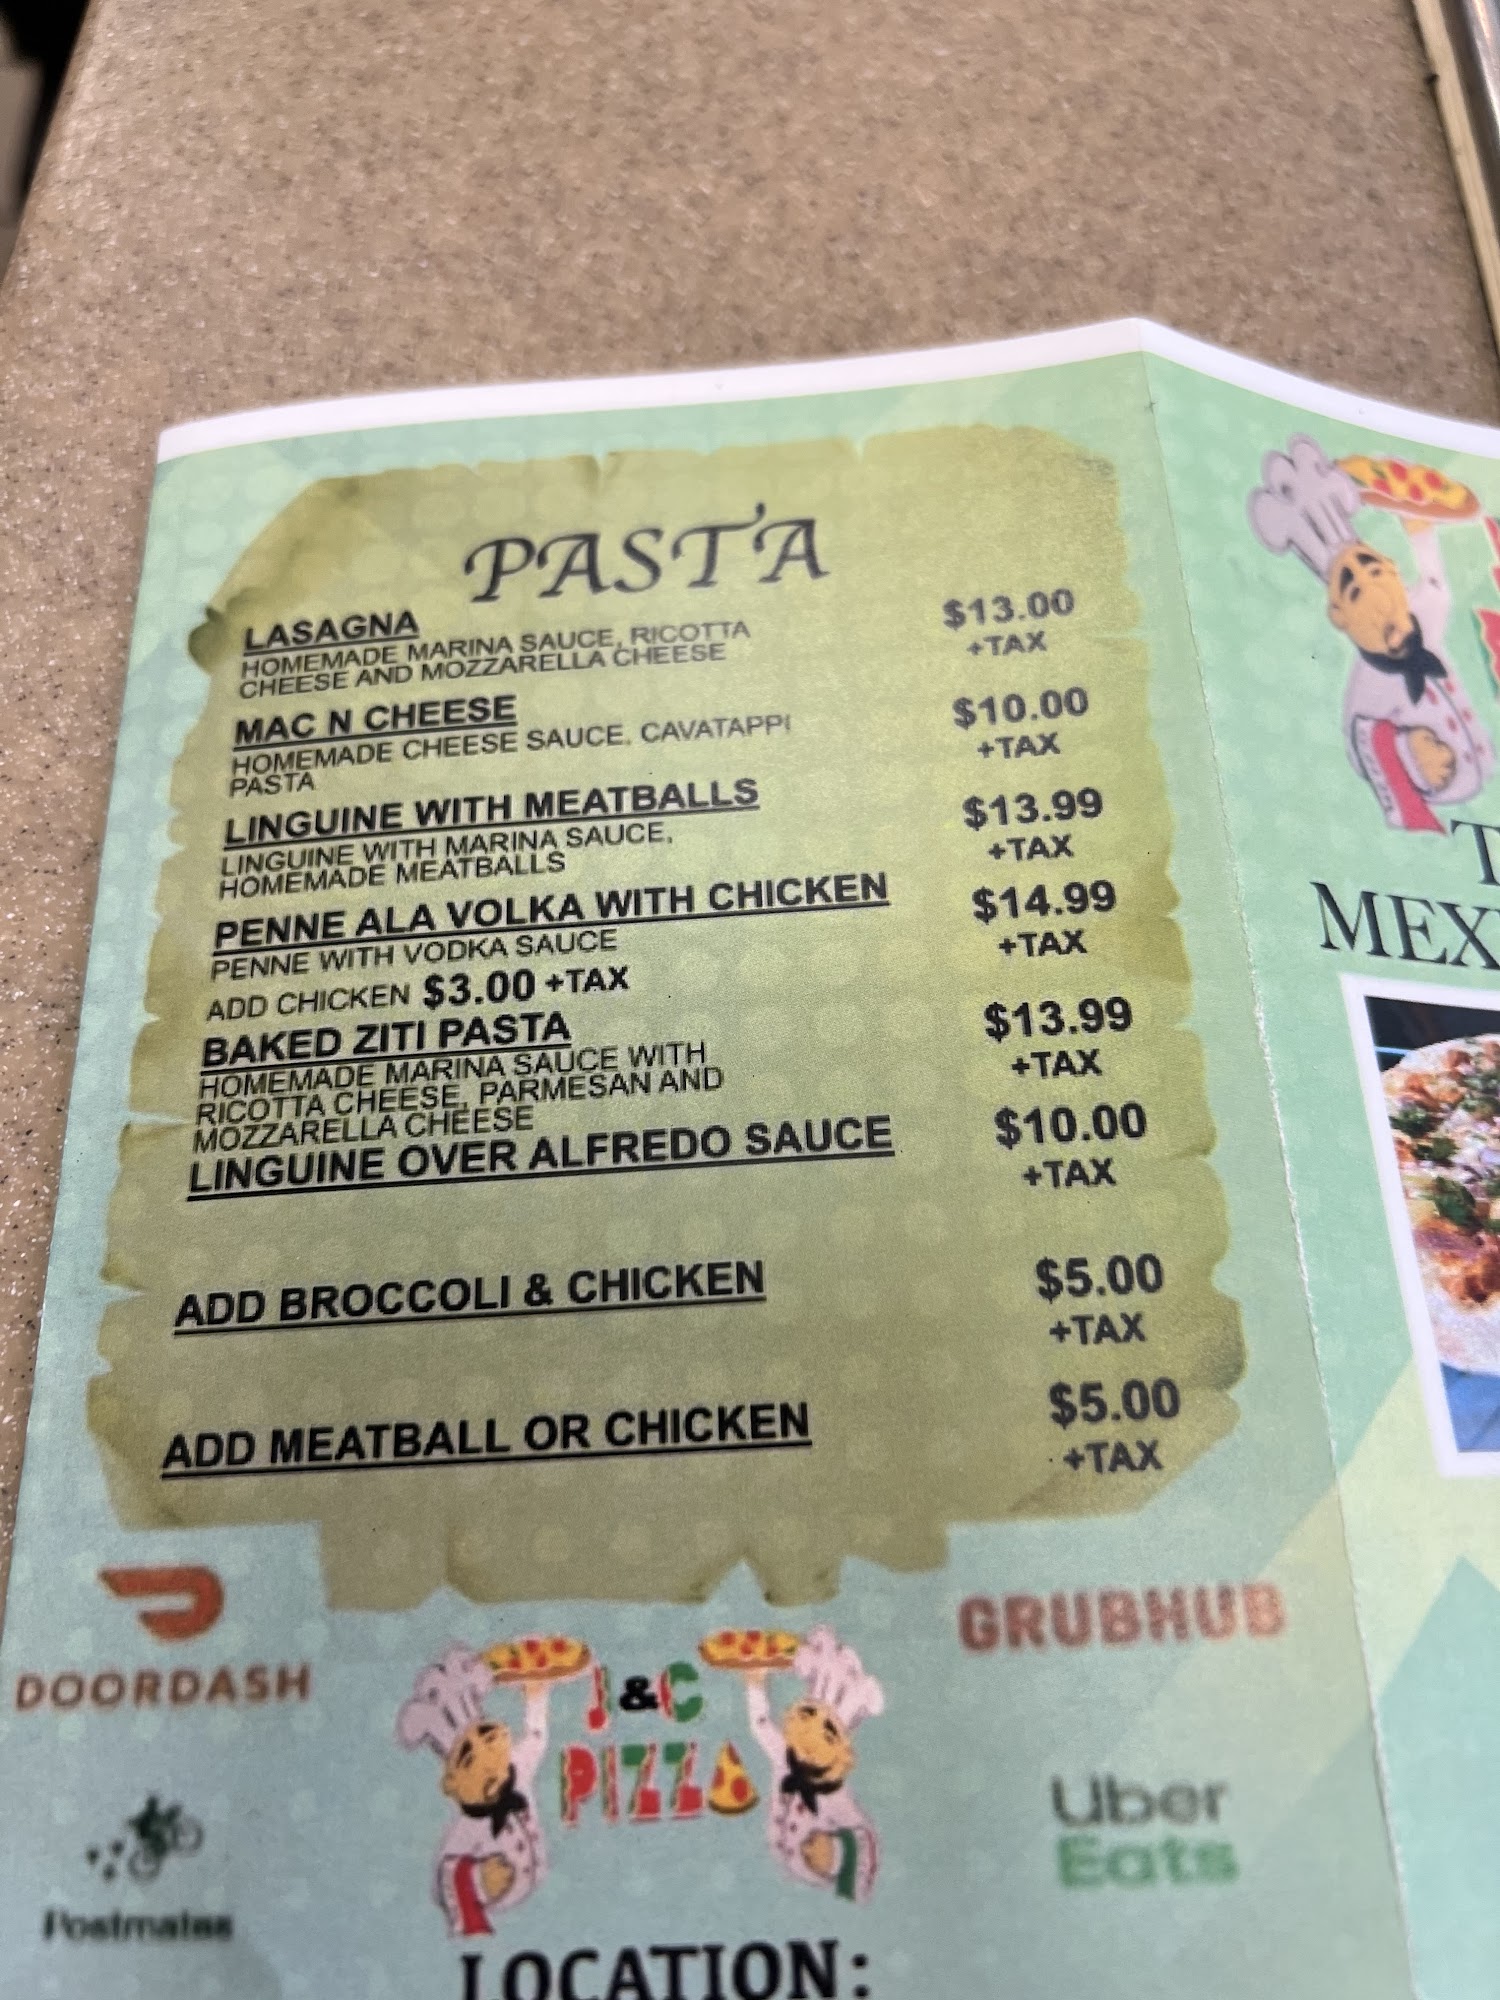 PASTA
LASAGNA $13.00
HOMEMADE MARINA SAUCE, RICOTTA +TAX
CHEESE AND MOZZARELLA CHEESE
MAC N CHEESE $10.00
HOMEMADE CHEESE SAUCE, CAVATAPPI +TAX
PASTA
LINGUINE WITH MEATBALLS $13.99
LINGUINE WITH MARINA SAUCE, +TAX
HOMEMADE MEATBALLS
PENNE ALA VOLKA WITH CHICKEN $14.99
PENNE WITH VODKA SAUCE +TAX
ADD CHICKEN $3.00 +TAX
BAKED ZITI PASTA $13.99
HOMEMADE MARINA SAUCE WITH +TAX
RICOTTA CHEESE, PARMESAN AND
MOZZARELLA CHEESE
LINGUINE OVER ALFREDO SAUCE $10.00
+TAX
ADD BROCCOLI & CHICKEN $5.00
+TAX
ADD MEATBALL OR CHICKEN $5.00
+TAX
DOORDASH
GRUBHUB
J&C
PIZZA
Postmates
Uber
Eats
LOCATION:
MEX